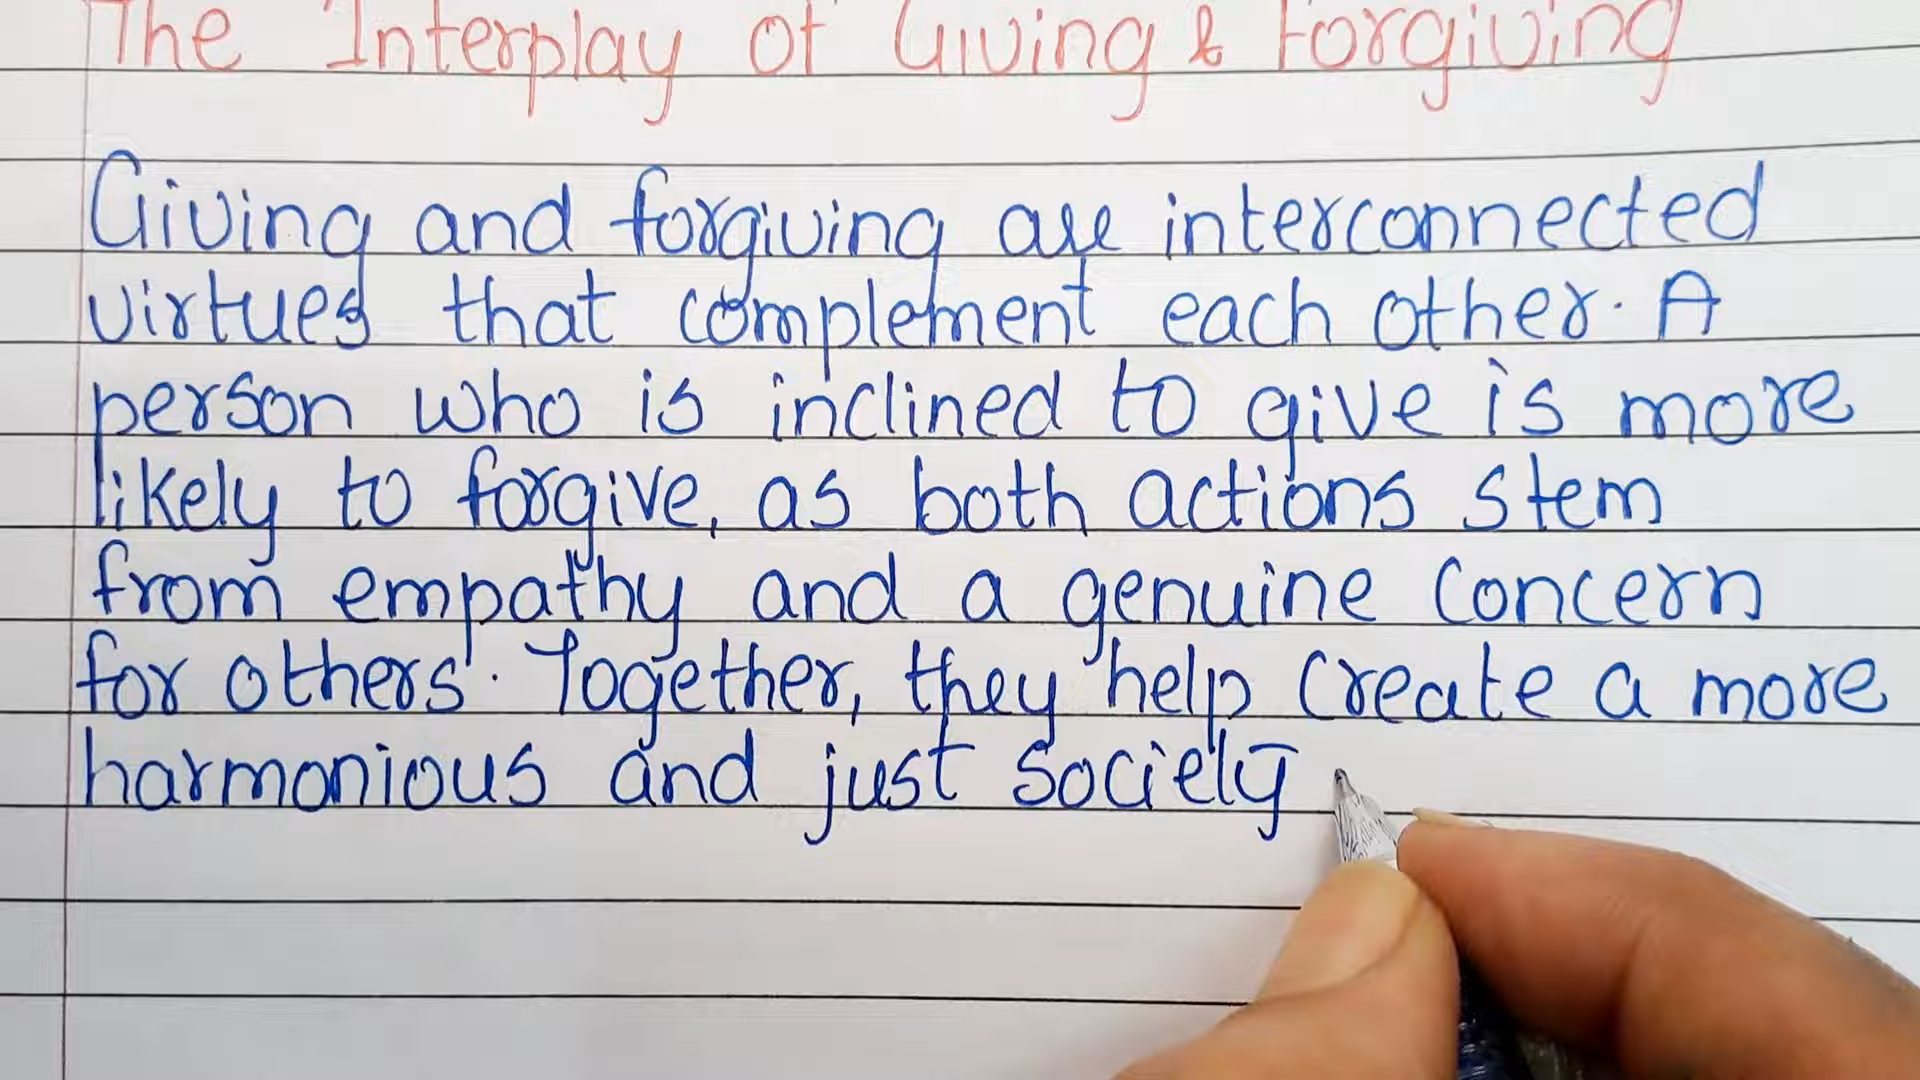 The Interplay of Giving & Forgiving
Giving and forgiving are interconnected
virtues that complement each other. A
person who is inclined to give is more
likely to forgive, as both actions stem
from empathy and a genuine concern
for others. Together, they help create a more
harmonious and just society